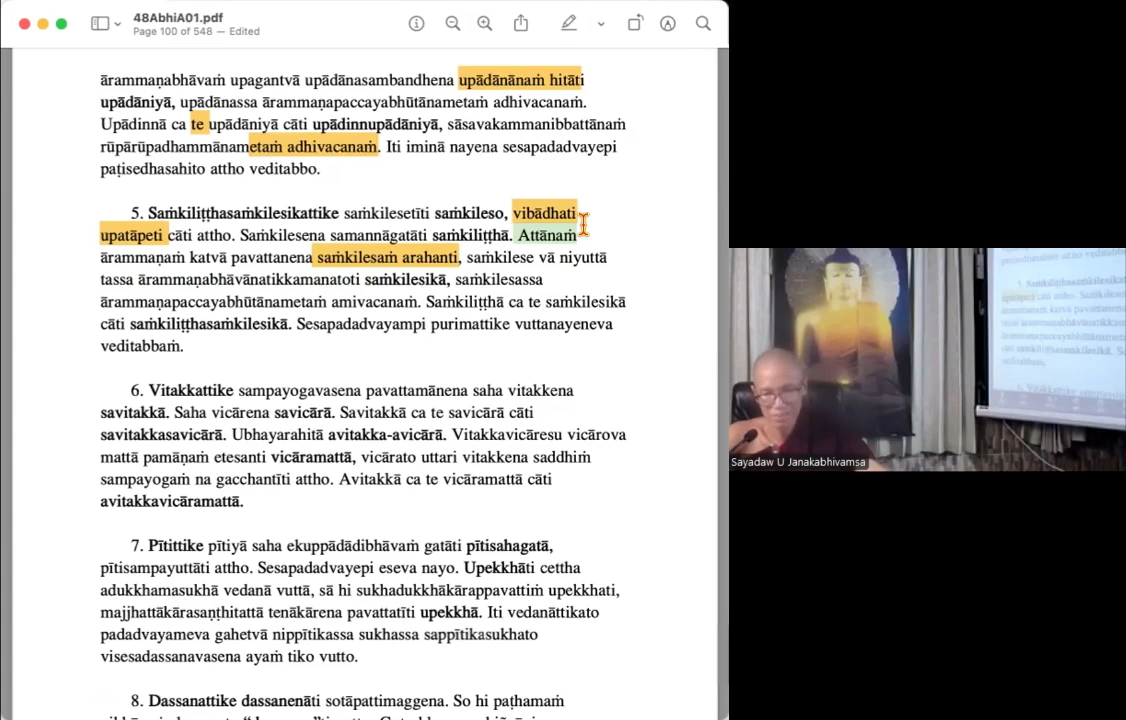 48AbhiA01.pdf
Page 100 of 548 — Edited
ārammaṇabhāvaṁ upagantvā upādānasambandhena upādānānaṁ hitāti
upādāniyā, upādānassa ārammaṇapaccayabhūtānametaṁ adhivacanaṁ.
Upādinnā ca te upādāniyā cāti upādinnupādāniyā, sāsavakammanibbattānaṁ
rūpārūpadhammānametaṁ adhivacanaṁ. Iti iminā nayena sesapadadvayepi
paṭisedhasahito attho veditabbo.
5. Saṁkiliṭṭhasaṁkilesikattike saṁkilesetīti saṁkileso, vibādhati
upatāpeti cāti attho. Saṁkilesena samannāgatāti saṁkiliṭṭhā. Attānaṁ
ārammaṇaṁ katvā pavattanena saṁkilesaṁ arahanti, saṁkilese vā niyuttā
tassa ārammaṇabhāvānatikkamanatoti saṁkilesikā, saṁkilesassa
ārammaṇapaccayabhūtānametaṁ amivacanaṁ. Saṁkiliṭṭhā ca te saṁkilesikā
cāti saṁkiliṭṭhasaṁkilesikā. Sesapadadvayampi purimattike vuttanayeneva
veditabbaṁ.
6. Vitakkattike sampayogavasena pavattamānena saha vitakkena
savitakkā. Saha vicārena savicārā. Savitakkā ca te savicārā cāti
savitakkasavicārā. Ubhayarahitā avitakka-avicārā. Vitakkavicāresu vicārova
mattā pamāṇaṁ etesanti vicāramattā, vicārato uttari vitakkena saddhiṁ
sampayogaṁ na gacchantīti attho. Avitakkā ca te vicāramattā cāti
avitakkavicāramattā.
7. Pītittike pītiyā saha ekuppādādibhāvaṁ gatāti pītisahagatā,
pītisampayuttāti attho. Sesapadadvayepi eseva nayo. Upekkhāti cettha
adukkhamasukhā vedanā vuttā, sā hi sukhadukkhākārappavattiṁ upekkhati,
majjhattākārasaṇṭhitattā tenākārena pavattatīti upekkhā. Iti vedanāttikato
padadvayameva gahetvā nippītikassa sukhassa sappītikasukhato
visesadassanavasena ayaṁ tiko vutto.
8. Dassanattike dassanenāti sotāpattimaggena. So hi paṭhamaṁ
Sayadaw U Janakabhivamsa